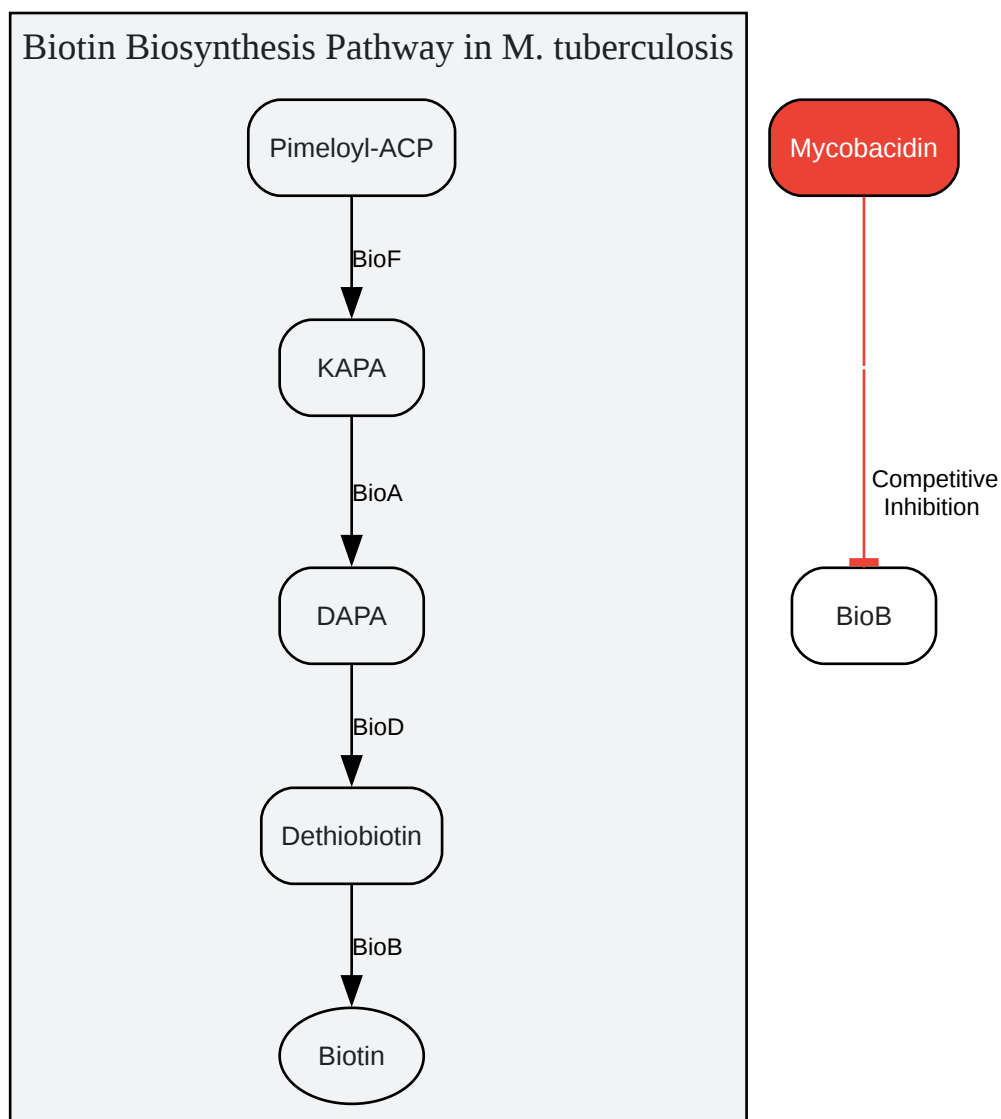 Biotin Biosynthesis Pathway in M. tuberculosis
Pimeloyl-ACP
BioF
KAPA
BioA
DAPA
BioD
Dethiobiotin
BioB
Biotin
Mycobacidin
Competitive
Inhibition
BioB